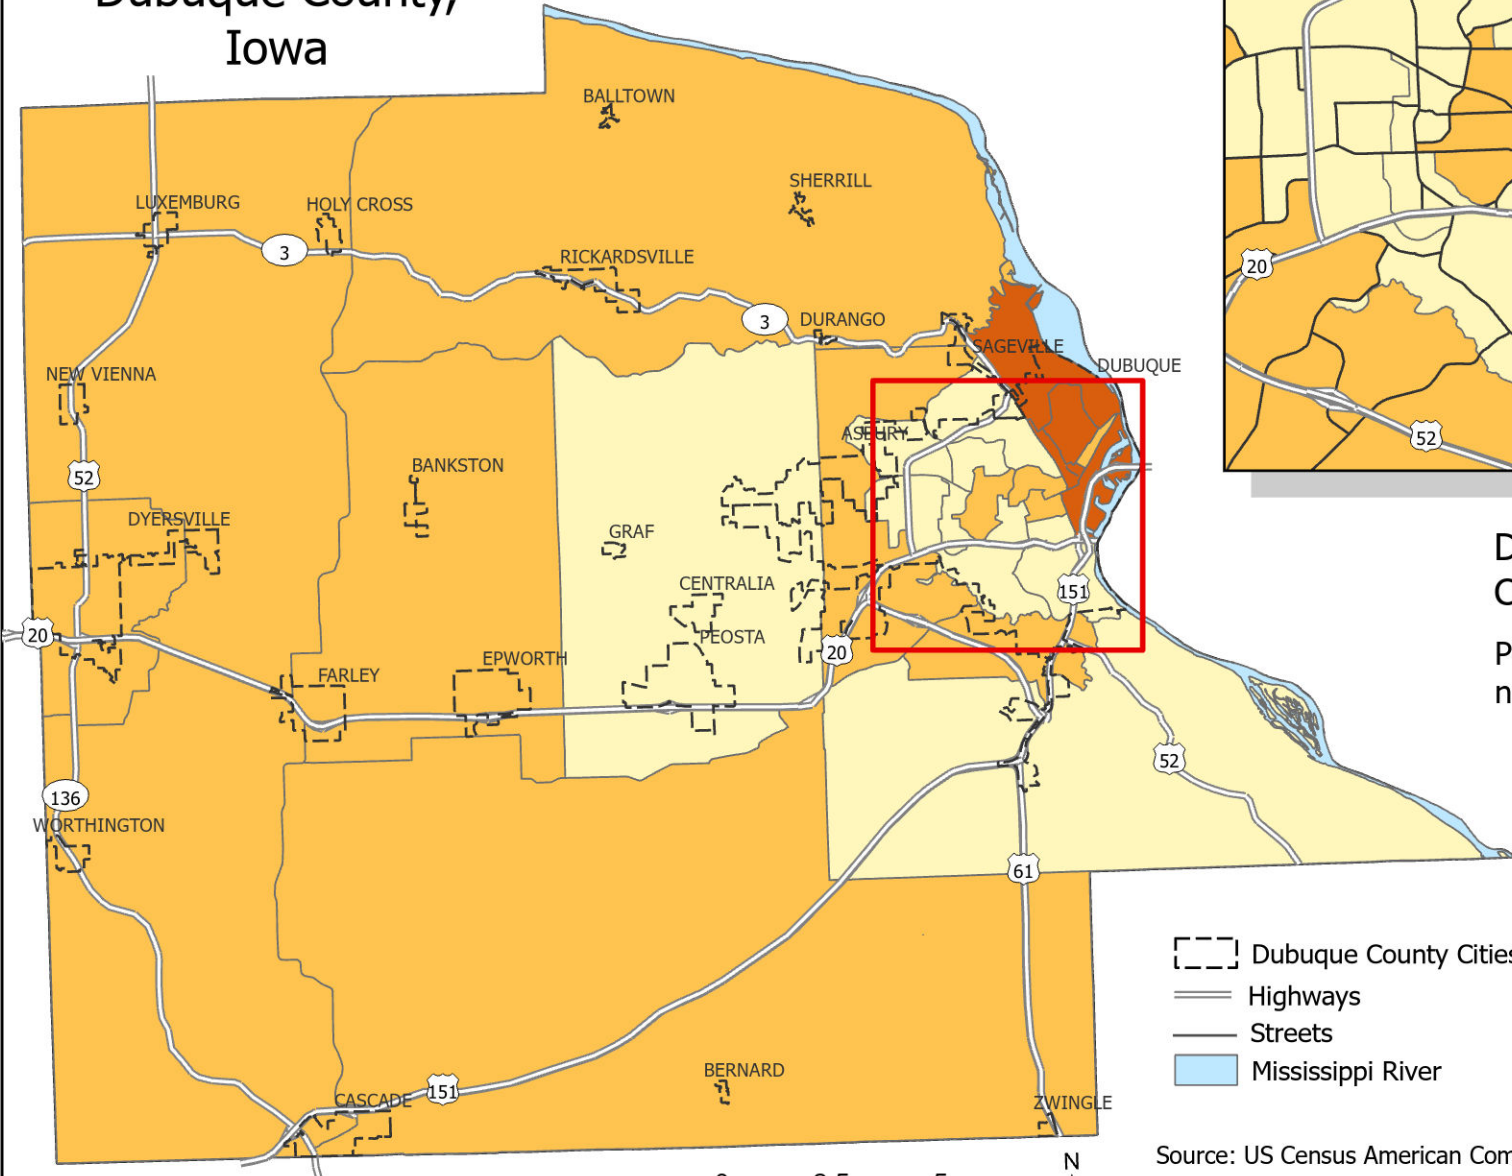 Dubuque County,
Iowa
BALLTOWN
SHERRILL
LUXEMBURG
HOLY CROSS
3
RICKARDSVILLE
20
3
DURANGO
SAGEVILLE
DUBUQUE
NEW VIENNA
ASBURY
52
52
BANKSTON
DYERSVILLE
GRAF
CENTRALIA
151
20
PEOSTA
20
EPWORTH
FARLEY
52
136
WORTHINGTON
61
Dubuque County Cities
Highways
Streets
Mississippi River
BERNARD
151
CASCADE
ZWINGLE
N
Source: US Census American